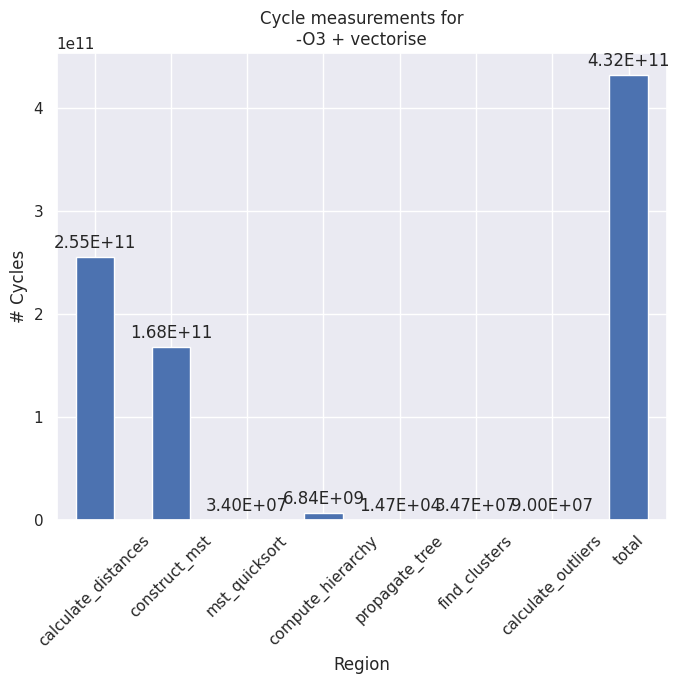 Cycle measurements for
-O3 + vectorise
1e11
4
3
2
1
0
# Cycles
2.55E+11
1.68E+11
3.40E+07
6.84E+09
1.47E+04
3.47E+07
9.00E+07
4.32E+11
calculate_distances
construct_mst
mst_quicksort
compute_hierarchy
propagate_tree
find_clusters
calculate_outliers
total
Region